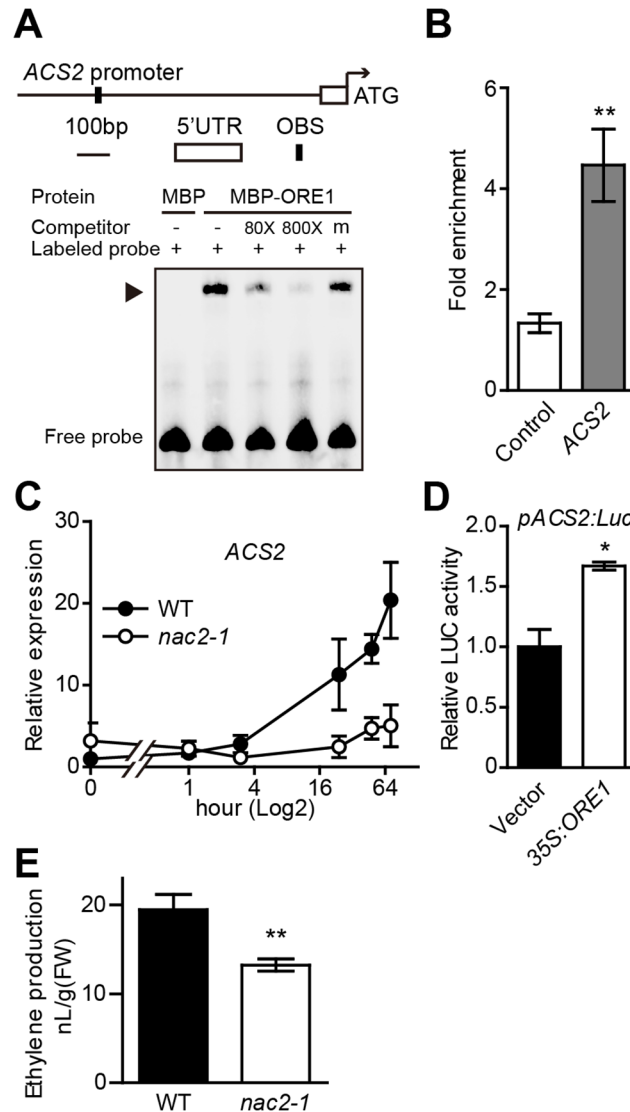 A
ACS2 promoter
ATG
100bp 5'UTR OBS
Protein MBP MBP-ORE1
Competitor - - 80X 800X m
Labeled probe + + + + +
Free probe
B
Fold enrichment
6
4
2
0
**
Control ACS2
C
Relative expression
30
20
10
0
ACS2
WT
nac2-1
0 1 4 16 64
hour (Log2)
D
Relative LUC activity
2.0
1.5
1.0
0.5
0
pACS2:Luc
*
Vector 35S:ORE1
E
Ethylene production
nL/g(FW)
20
10
0
**
WT nac2-1